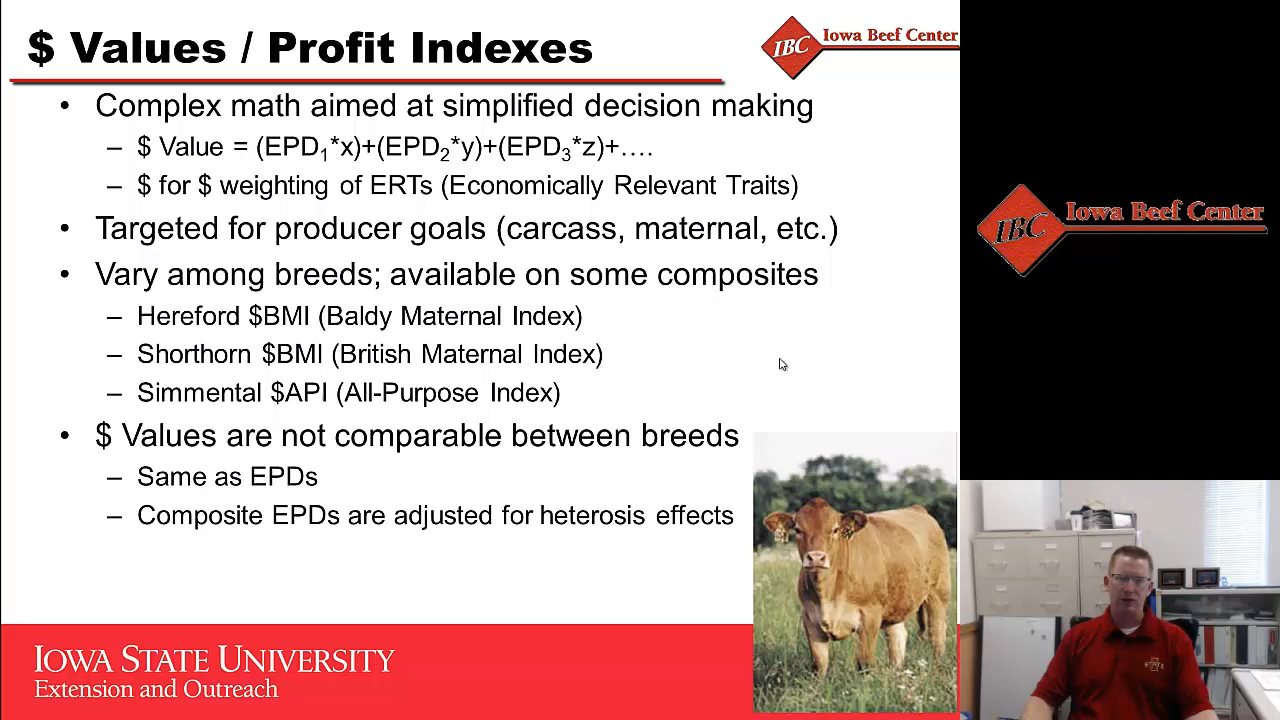 $ Values / Profit Indexes
IBC Iowa Beef Center
• Complex math aimed at simplified decision making
– $ Value = (EPD₁*x)+(EPD₂*y)+(EPD₃*z)+….
– $ for $ weighting of ERTs (Economically Relevant Traits)
• Targeted for producer goals (carcass, maternal, etc.)
• Vary among breeds; available on some composites
– Hereford $BMI (Baldy Maternal Index)
– Shorthorn $BMI (British Maternal Index)
– Simmental $API (All-Purpose Index)
• $ Values are not comparable between breeds
– Same as EPDs
– Composite EPDs are adjusted for heterosis effects
IOWA STATE UNIVERSITY
Extension and Outreach
IBC Iowa Beef Center
STATE